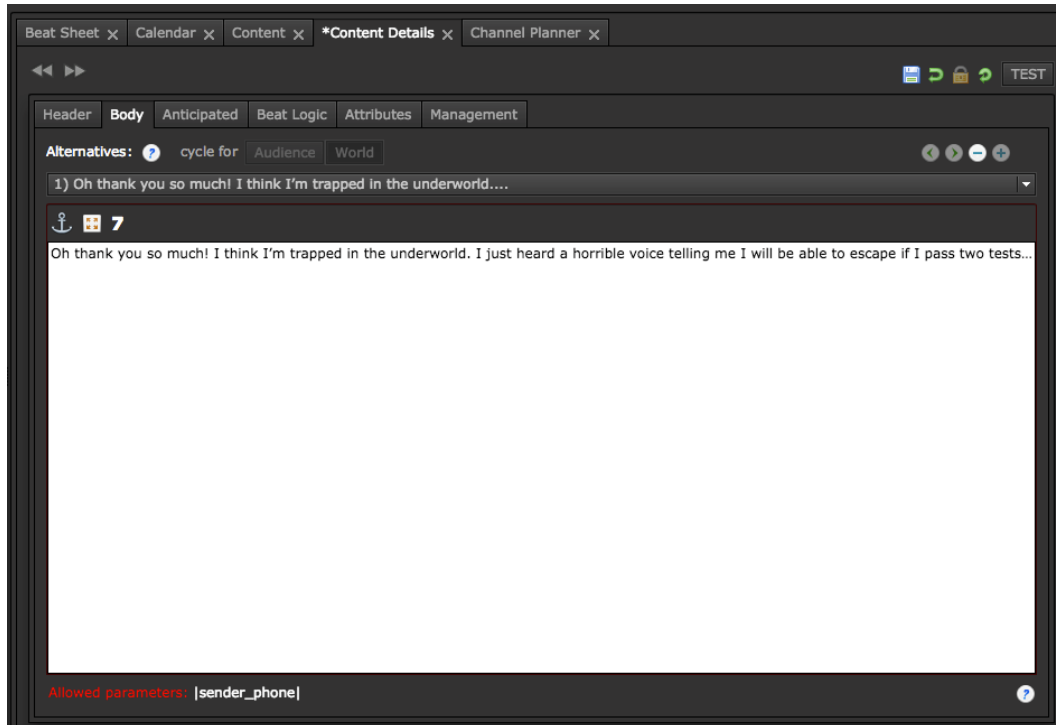 Beat Sheet × Calendar × Content × *Content Details × Channel Planner ×
TEST
Header Body Anticipated Beat Logic Attributes Management
Alternatives: ? cycle for Audience World
1) Oh thank you so much! I think I’m trapped in the underworld....
7
Oh thank you so much! I think I’m trapped in the underworld. I just heard a horrible voice telling me I will be able to escape if I pass two tests...
Allowed parameters: |sender_phone| ?